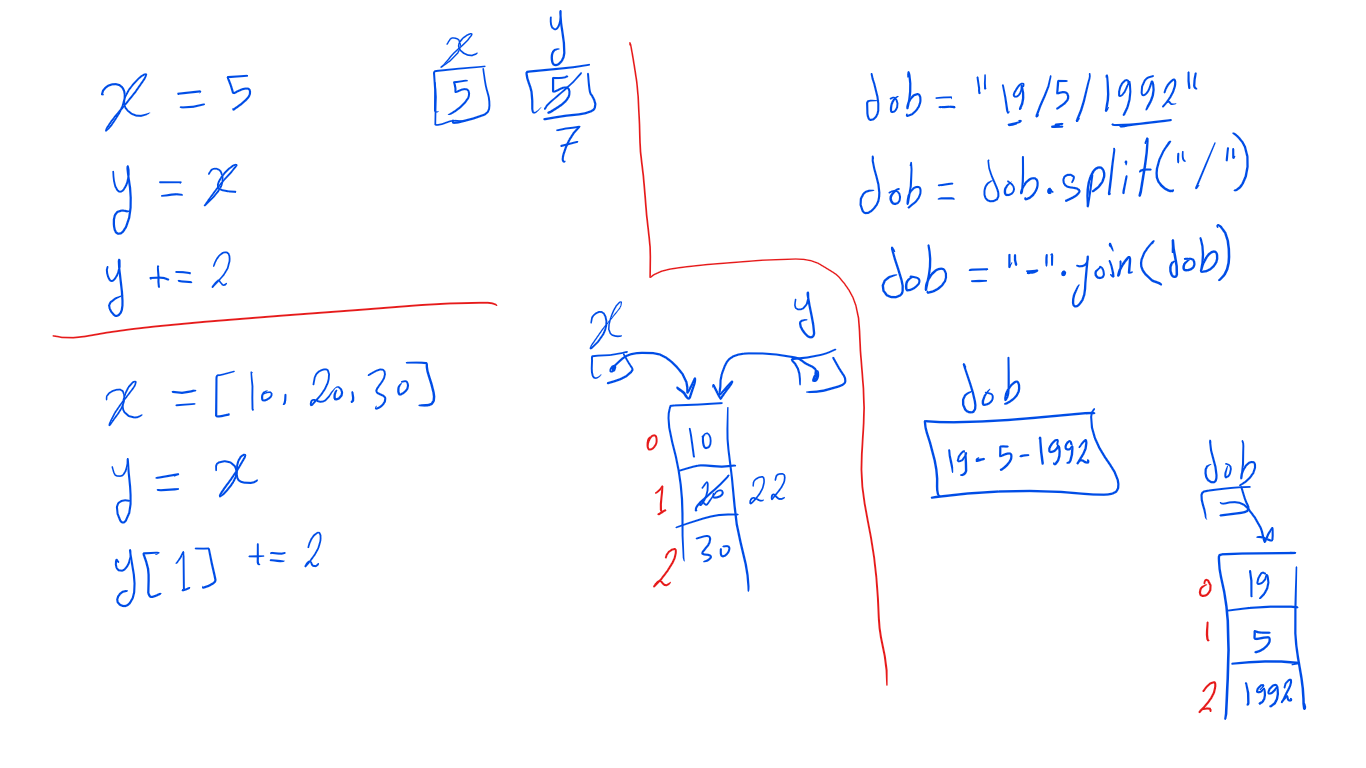 x = 5
y = x
y += 2
x y
5 5
7
x = [10, 20, 30]
y = x
y[1] += 2
x y
0 10
1 20 22
2 30
dob = "19/5/1992"
dob = dob.split("/")
dob = "-".join(dob)
dob
19-5-1992
dob
0 19
1 5
2 1992